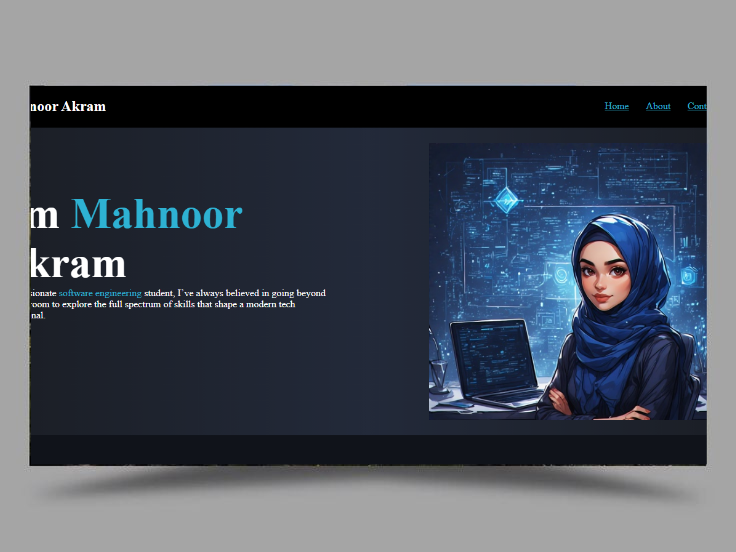 noor Akram
Home About Cont
m Mahnoor
kram
sionate software engineering student, I've always believed in going beyond
room to explore the full spectrum of skills that shape a modern tech
nal.